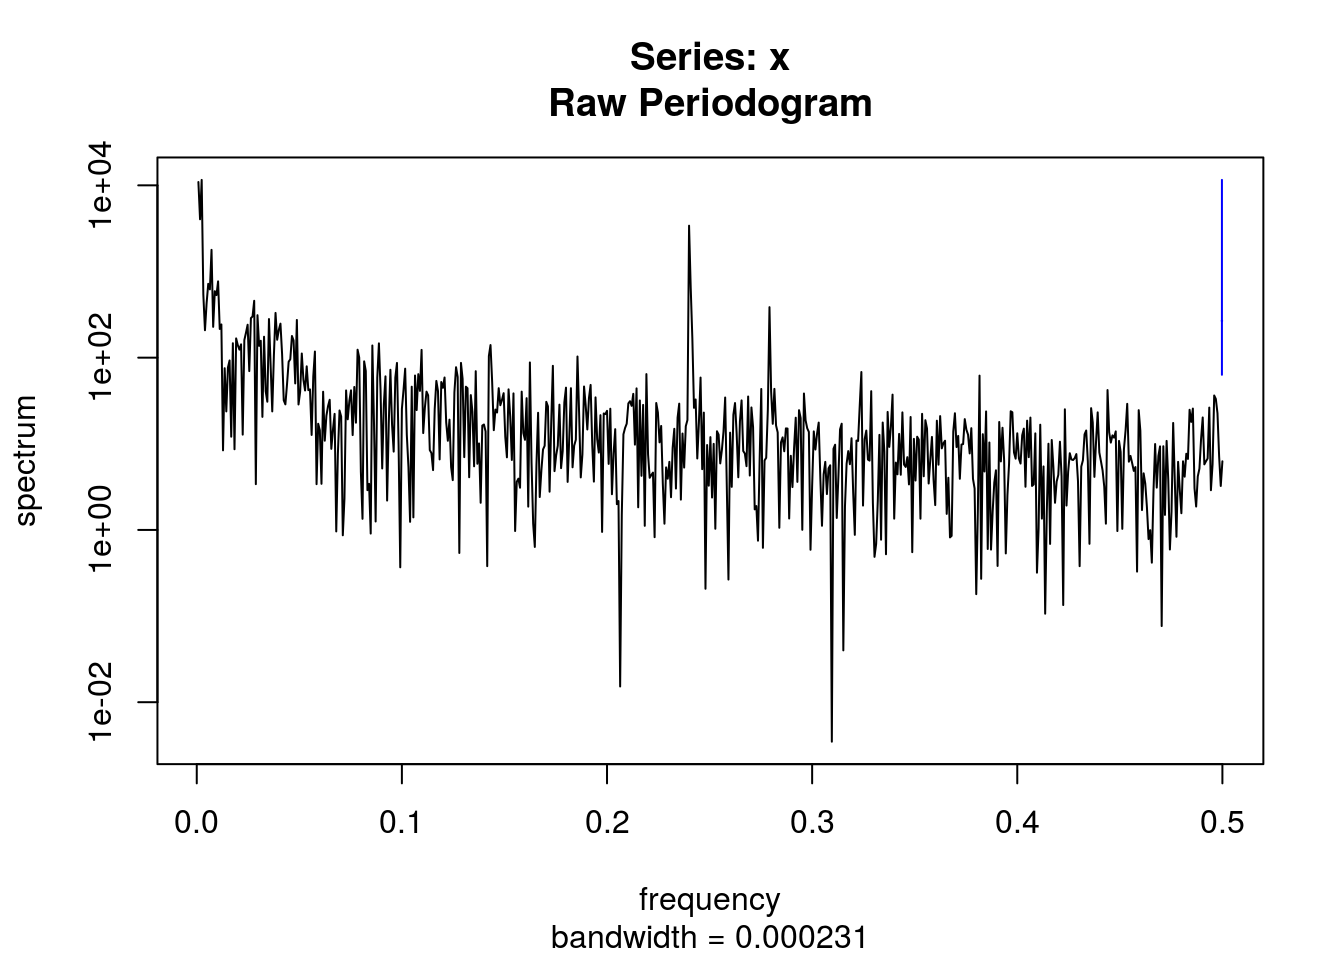 Series: x
Raw Periodogram
spectrum
1e+04
1e+02
1e+00
1e-02
0.0 0.1 0.2 0.3 0.4 0.5
frequency
bandwidth = 0.000231